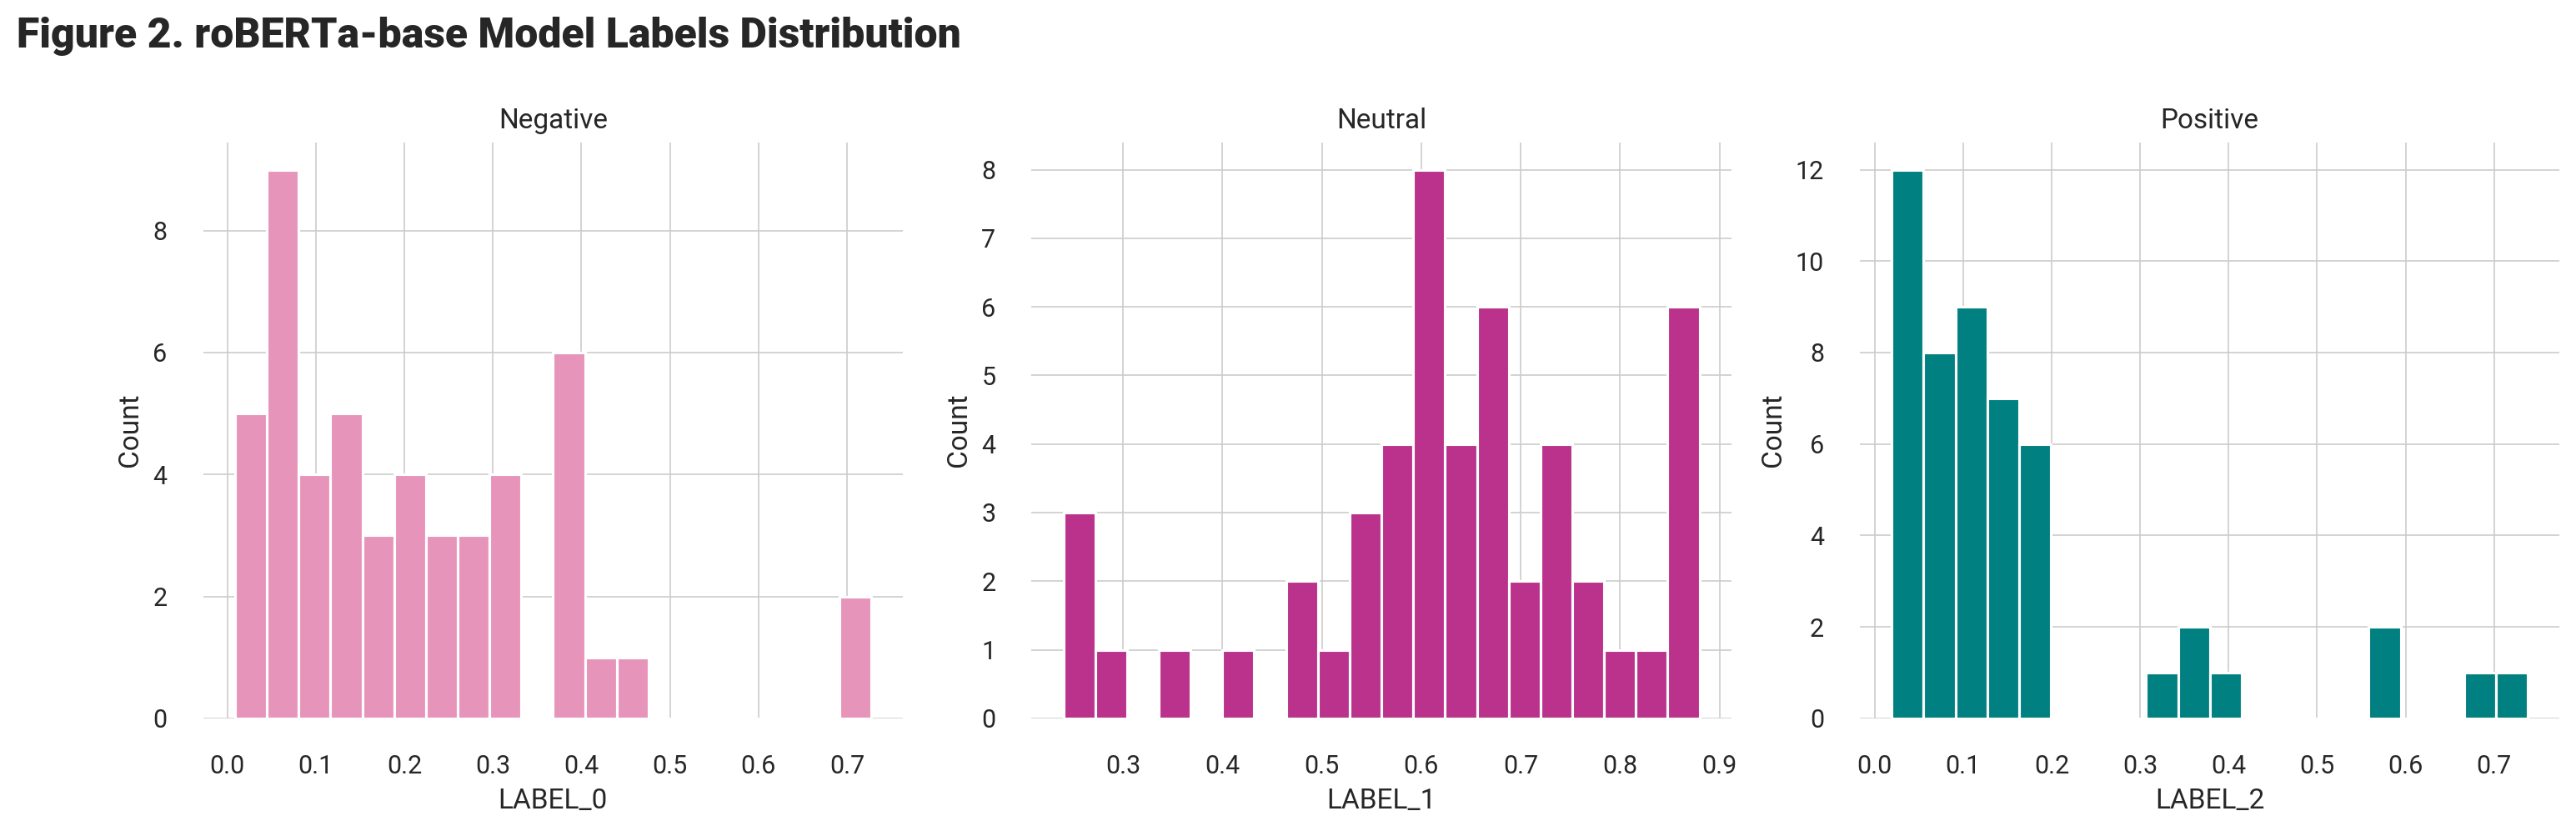 Figure 2. roBERTa-base Model Labels Distribution
Negative
Count
8
6
4
2
0
0.0 0.1 0.2 0.3 0.4 0.5 0.6 0.7
LABEL_0
Neutral
Count
8
7
6
5
4
3
2
1
0
0.3 0.4 0.5 0.6 0.7 0.8 0.9
LABEL_1
Positive
Count
12
10
8
6
4
2
0
0.0 0.1 0.2 0.3 0.4 0.5 0.6 0.7
LABEL_2